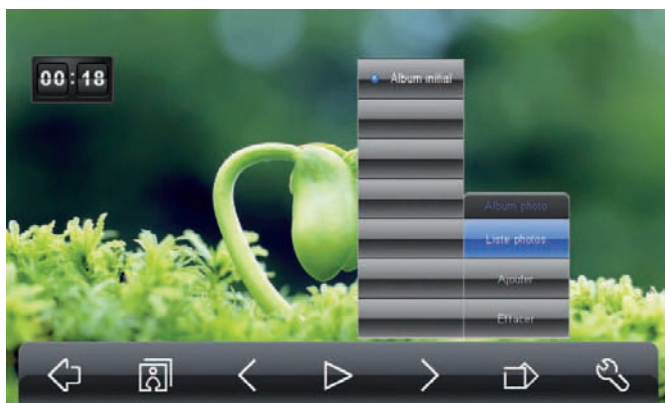 00:18
Album initial
Album photo
Liste photos
Ajouter
Effacer